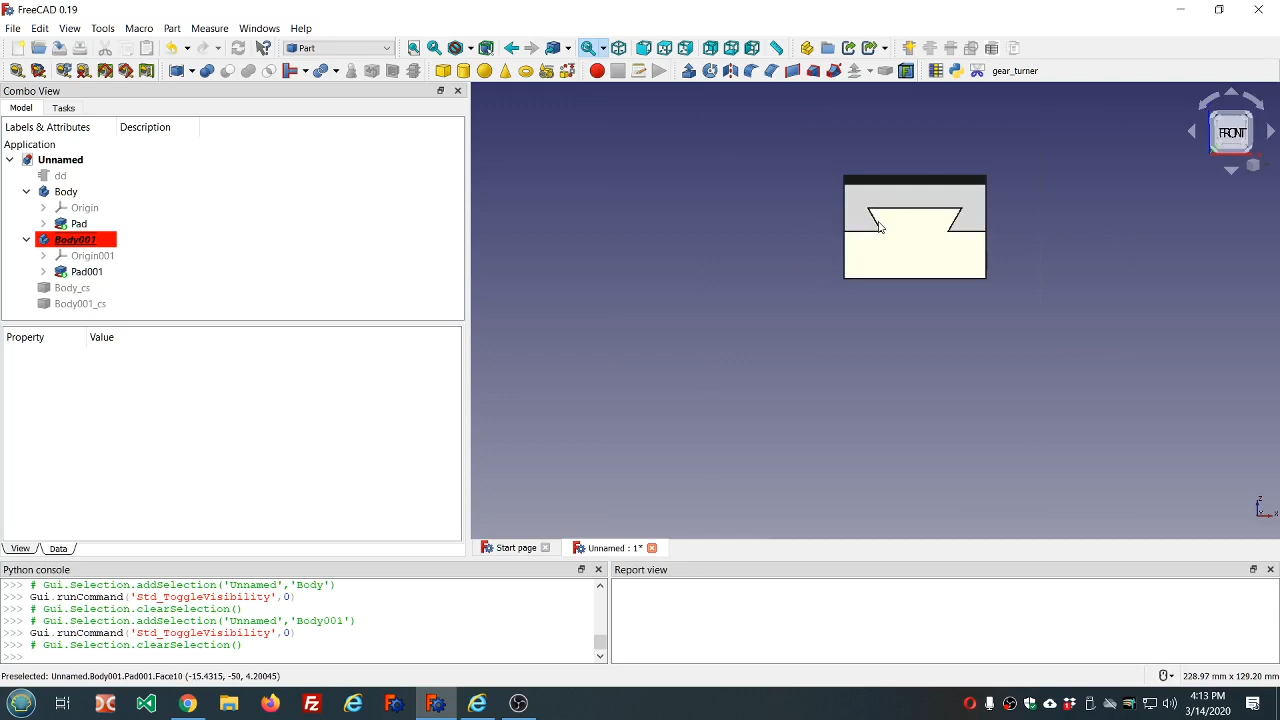 FreeCAD 0.19
File Edit View Tools Macro Part Measure Windows Help
Part
gear_turner
Combo View
Model Tasks
Labels & Attributes Description
Application
Unnamed
dd
Body
Origin
Pad
Body001
Origin001
Pad001
Body_cs
Body001_cs
Property Value
View Data
FRONT
Z
X
Start page Unnamed : 1*
Python console
>>> # Gui.Selection.addSelection('Unnamed','Body')
>>> Gui.runCommand('Std_ToggleVisibility',0)
>>> # Gui.Selection.clearSelection()
>>> # Gui.Selection.addSelection('Unnamed','Body001')
>>> Gui.runCommand('Std_ToggleVisibility',0)
>>> # Gui.Selection.clearSelection()
>>>
Report view
Preselected: Unnamed.Body001.Pad001.Face10 (-15.4315, -50, 4.20045)
228.97 mm x 129.20 mm
4:13 PM
3/14/2020